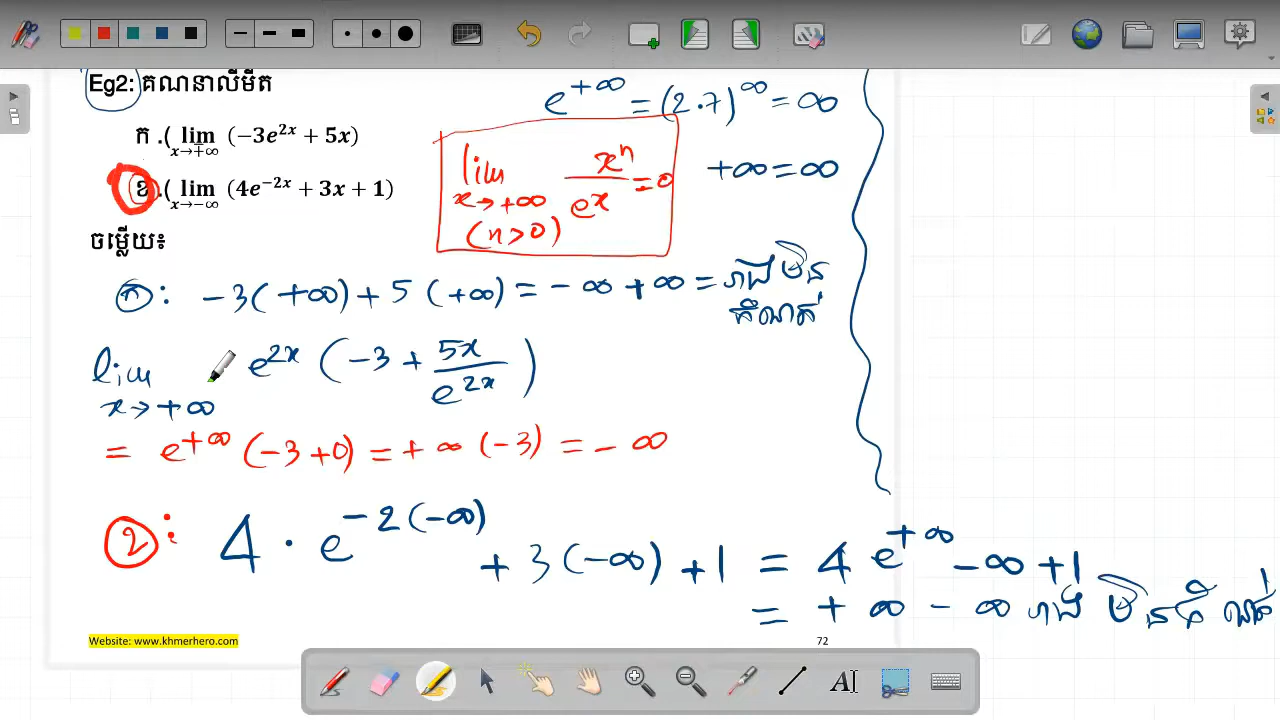 Eg2: គណនាលីមីត
e^{+∞} = (2.7)^∞ = ∞
ក .( lim_{x→+∞} (−3e^{2x} + 5x)
lim_{x→+∞} x^n / e^x = 0
(n>0)
+∞ = ∞
ខ .( lim_{x→−∞} (4e^{−2x} + 3x + 1)
ចម្លើយ៖
ក : −3(+∞) + 5(+∞) = −∞ + ∞ = រាងមិន
កំណត់
lim_{x→+∞} e^{2x} (−3 + 5x / e^{2x})
= e^{+∞} (−3+0) = +∞ (−3) = −∞
2 : 4 · e^{−2(−∞)} + 3(−∞) + 1 = 4 e^{+∞} − ∞ + 1
= +∞ − ∞ រាងមិនកំណត់
Website: www.khmerhero.com
72